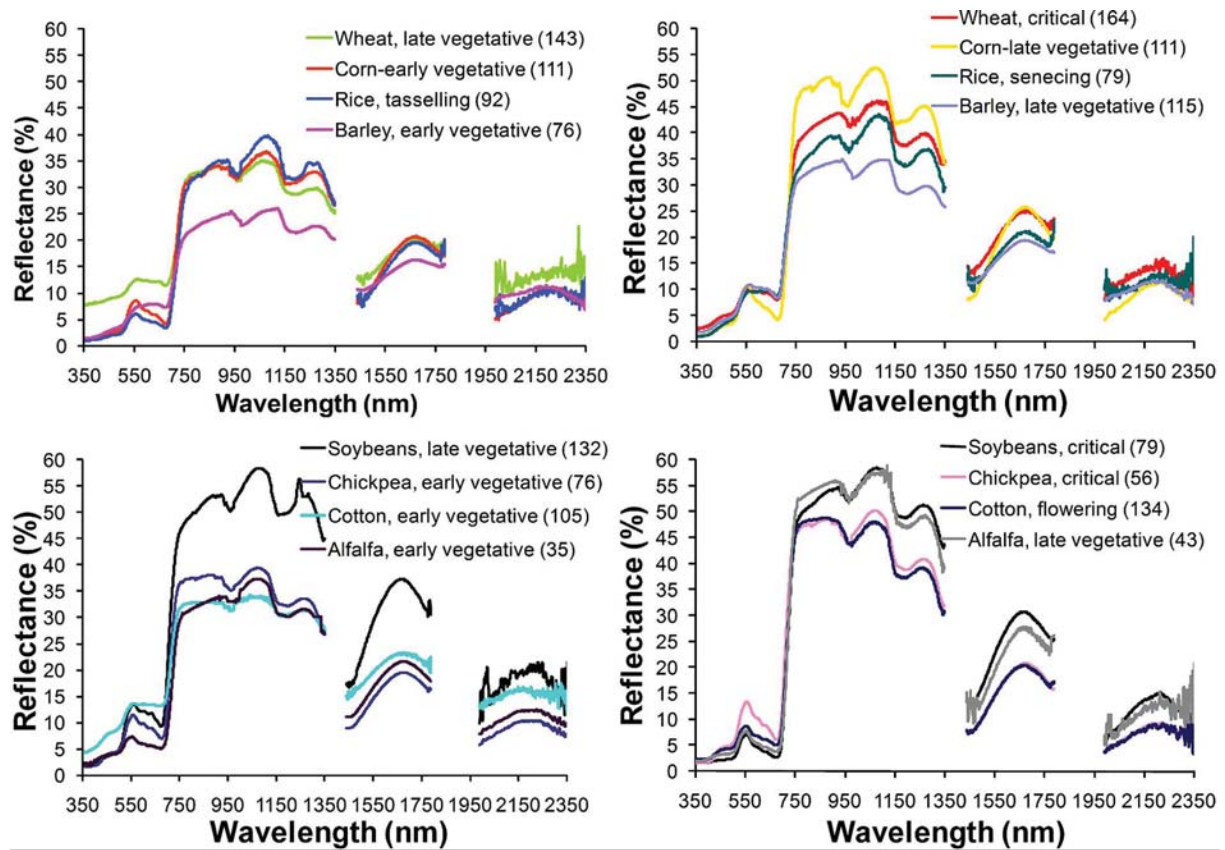 Reflectance (%)
60
55
50
45
40
35
30
25
20
15
10
5
0
Wheat, late vegetative (143)
Corn-early vegetative (111)
Rice, tasselling (92)
Barley, early vegetative (76)
350 550 750 950 1150 1350 1550 1750 1950 2150 2350
Wavelength (nm)
Reflectance (%)
60
55
50
45
40
35
30
25
20
15
10
5
0
Wheat, critical (164)
Corn-late vegetative (111)
Rice, senecing (79)
Barley, late vegetative (115)
350 550 750 950 1150 1350 1550 1750 1950 2150 2350
Wavelength (nm)
Reflectance (%)
60
55
50
45
40
35
30
25
20
15
10
5
0
Soybeans, late vegetative (132)
Chickpea, early vegetative (76)
Cotton, early vegetative (105)
Alfalfa, early vegetative (35)
350 550 750 950 1150 1350 1550 1750 1950 2150 2350
Wavelength (nm)
Reflectance (%)
60
55
50
45
40
35
30
25
20
15
10
5
0
Soybeans, critical (79)
Chickpea, critical (56)
Cotton, flowering (134)
Alfalfa, late vegetative (43)
350 550 750 950 1150 1350 1550 1750 1950 2150 2350
Wavelength (nm)